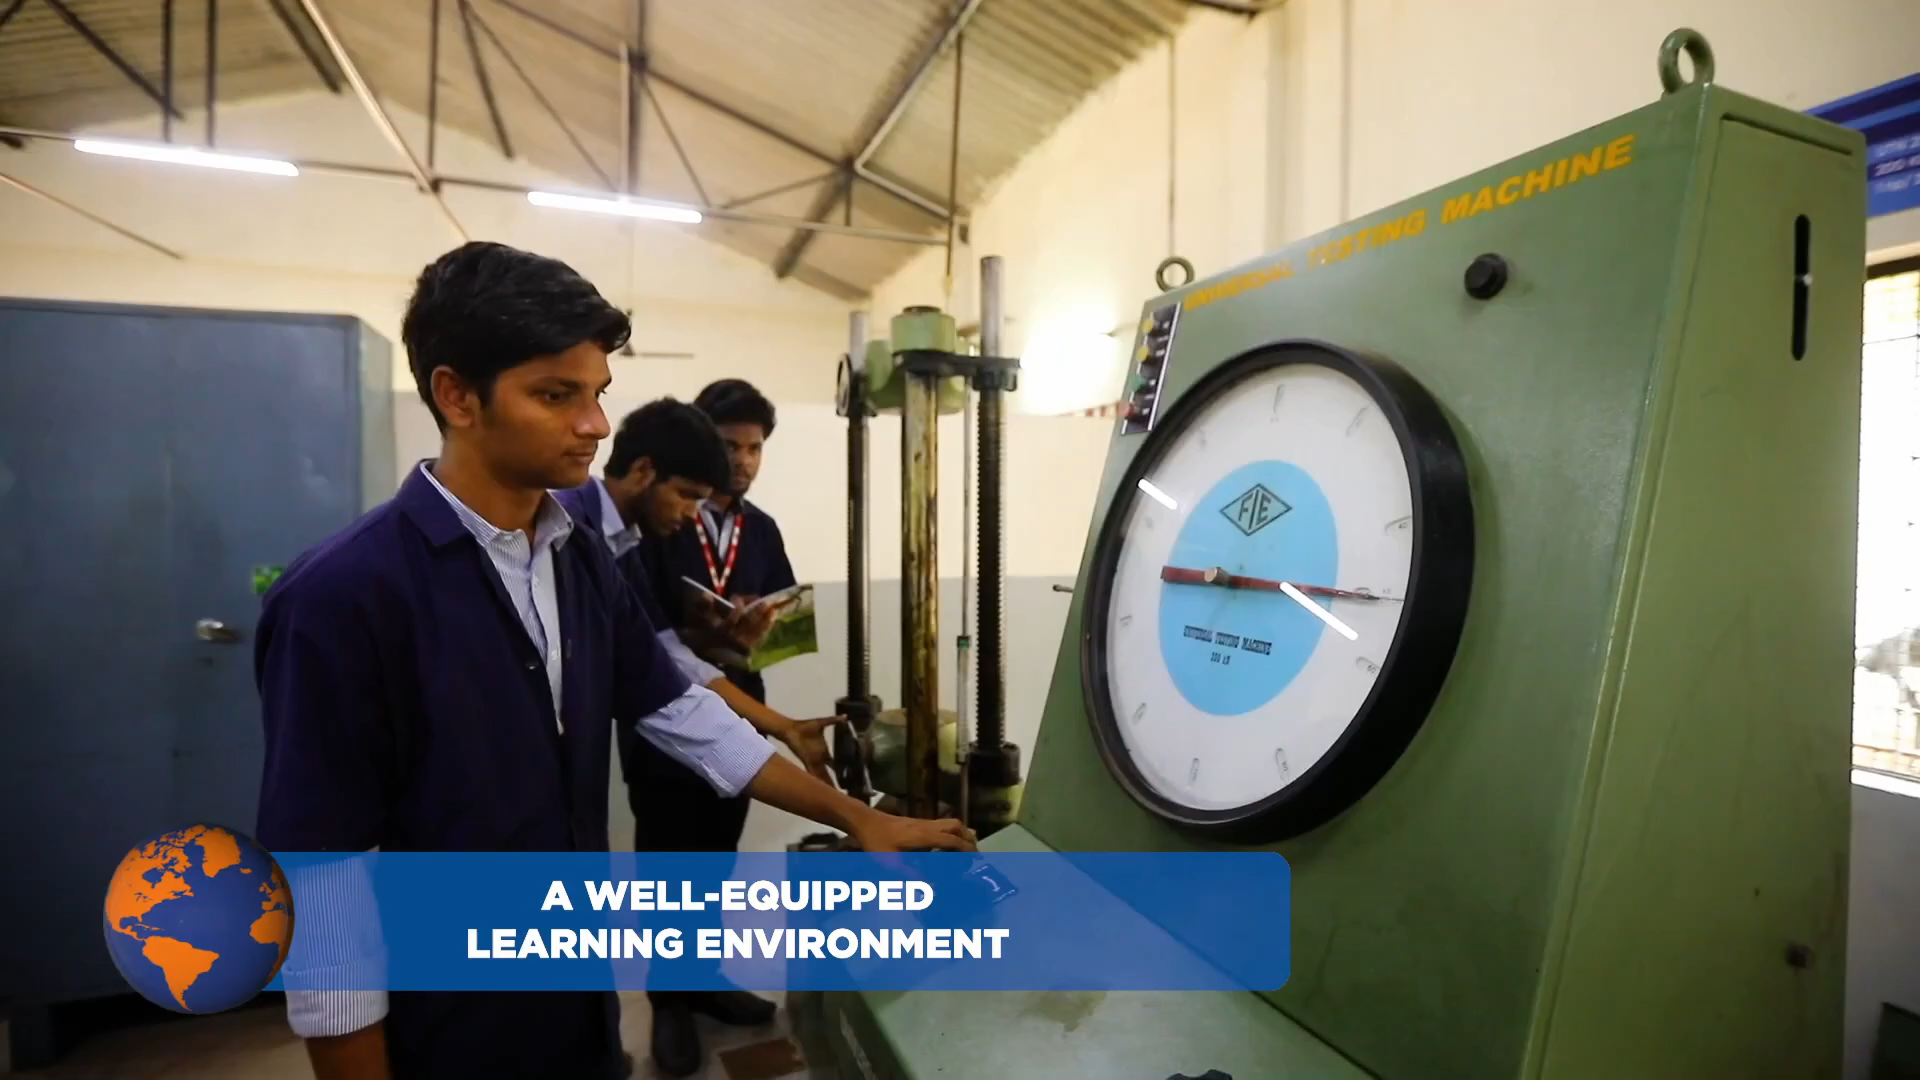 UNIVERSAL TESTING MACHINE
FIE
UNIVERSAL TESTING MACHINE
A WELL-EQUIPPED
LEARNING ENVIRONMENT